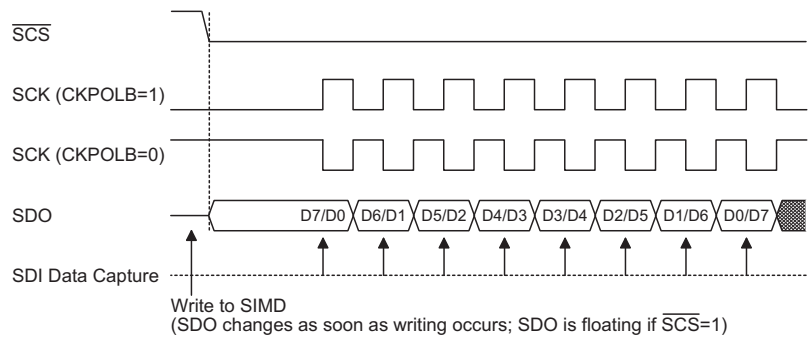 SCS
SCK (CKPOLB=1)
SCK (CKPOLB=0)
SDO
D7/D0 D6/D1 D5/D2 D4/D3 D3/D4 D2/D5 D1/D6 D0/D7
SDI Data Capture
Write to SIMD
(SDO changes as soon as writing occurs; SDO is floating if SCS=1)